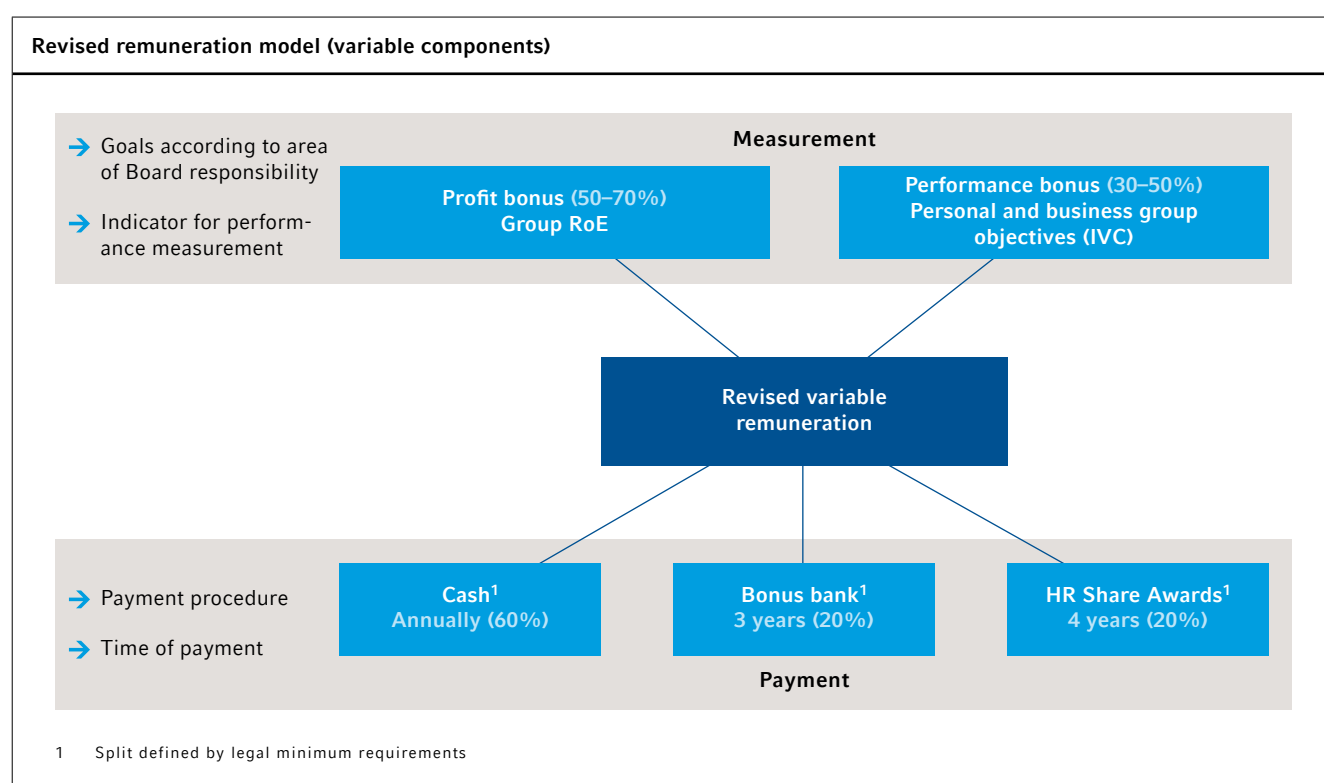 Revised remuneration model (variable components)
Measurement
→ Goals according to area
of Board responsibility
→ Indicator for perform-
ance measurement
Profit bonus (50–70%)
Group RoE
Performance bonus (30–50%)
Personal and business group
objectives (IVC)
Revised variable
remuneration
→ Payment procedure
→ Time of payment
Cash1
Annually (60%)
Bonus bank1
3 years (20%)
HR Share Awards1
4 years (20%)
Payment
1 Split defined by legal minimum requirements